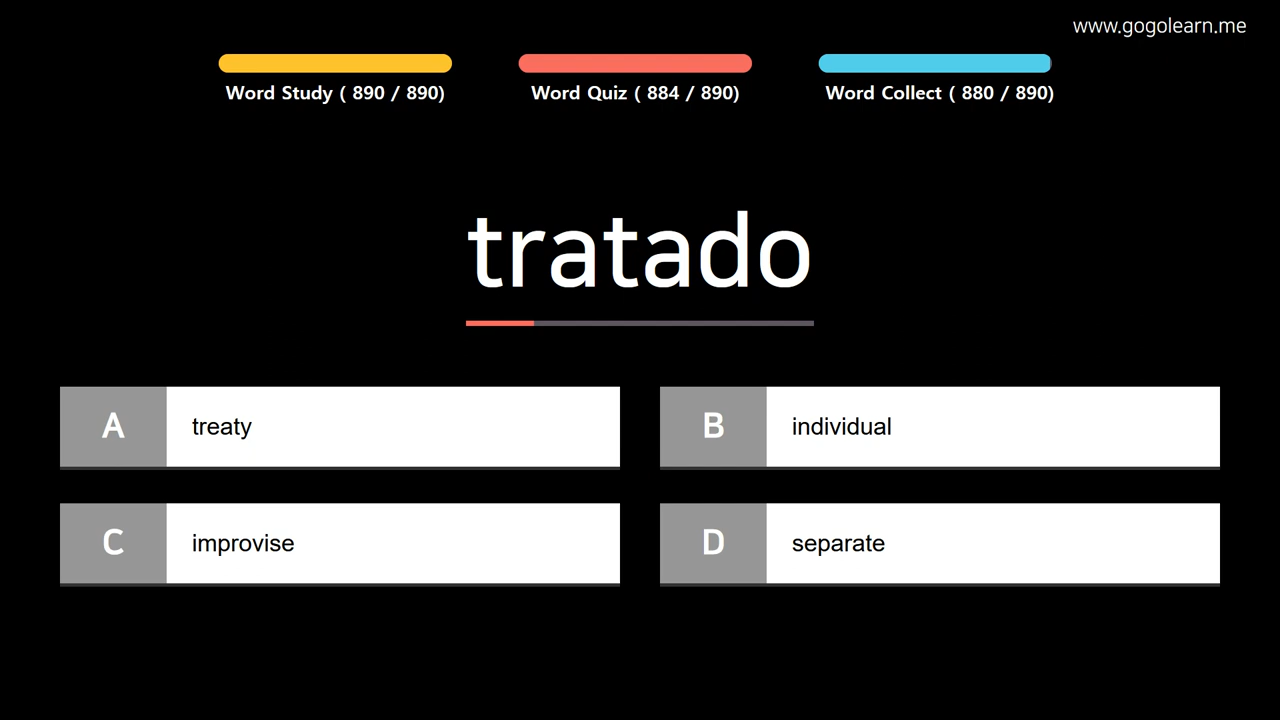 www.gogolearn.me
Word Study ( 890 / 890)
Word Quiz ( 884 / 890)
Word Collect ( 880 / 890)
tratado
A treaty
B individual
C improvise
D separate